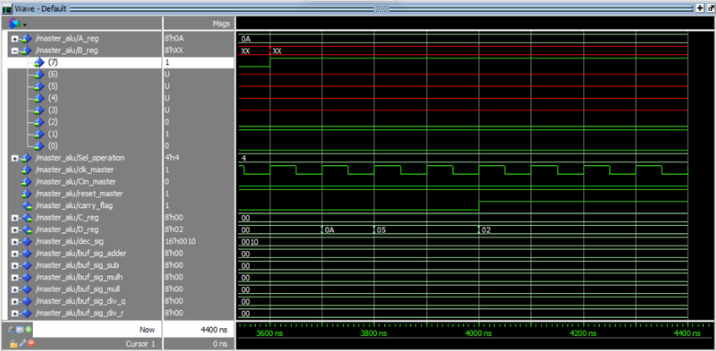 Wave - Default
Msgs
/master_alu/A_reg 8'h0A 0A
/master_alu/B_reg 8'hXX XX XX
(7) 1
(6) U
(5) U
(4) U
(3) U
(2) 0
(1) 1
(0) 0
/master_alu/Sel_operation 4'h4 4
/master_alu/clk_master 1
/master_alu/Cin_master 0
/master_alu/reset_master 1
/master_alu/carry_flag 1
/master_alu/C_reg 8'h00 00
/master_alu/D_reg 8'h02 00 0A 05 02
/master_alu/dec_sig 16'h0010 0010
/master_alu/buf_sig_adder 8'h00 00
/master_alu/buf_sig_sub 8'h00 00
/master_alu/buf_sig_mulh 8'h00 00
/master_alu/buf_sig_mull 8'h00 00
/master_alu/buf_sig_div_q 8'h00 00
/master_alu/buf_sig_div_r 8'h00 00
Now 4400 ns 3600 ns 3800 ns 4000 ns 4200 ns 4400 ns
Cursor 1 0 ns